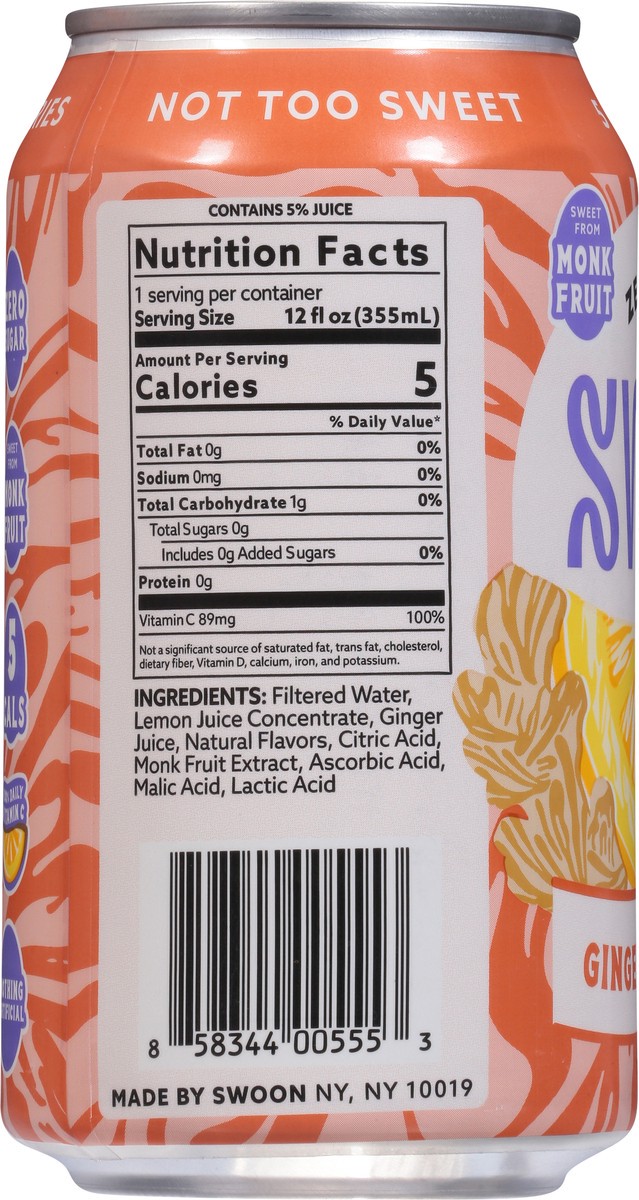 NOT TOO SWEET
CONTAINS 5% JUICE
Nutrition Facts
1 serving per container
Serving Size 12 fl oz (355mL)
Amount Per Serving
Calories 5
% Daily Value*
Total Fat 0g 0%
Sodium 0mg 0%
Total Carbohydrate 1g 0%
Total Sugars 0g
Includes 0g Added Sugars 0%
Protein 0g
Vitamin C 89mg 100%
Not a significant source of saturated fat, trans fat, cholesterol,
dietary fiber, Vitamin D, calcium, iron, and potassium.
INGREDIENTS: Filtered Water,
Lemon Juice Concentrate, Ginger
Juice, Natural Flavors, Citric Acid,
Monk Fruit Extract, Ascorbic Acid,
Malic Acid, Lactic Acid
8 58344 00555 3
MADE BY SWOON NY, NY 10019
SWEET
FROM
MONK
FRUIT